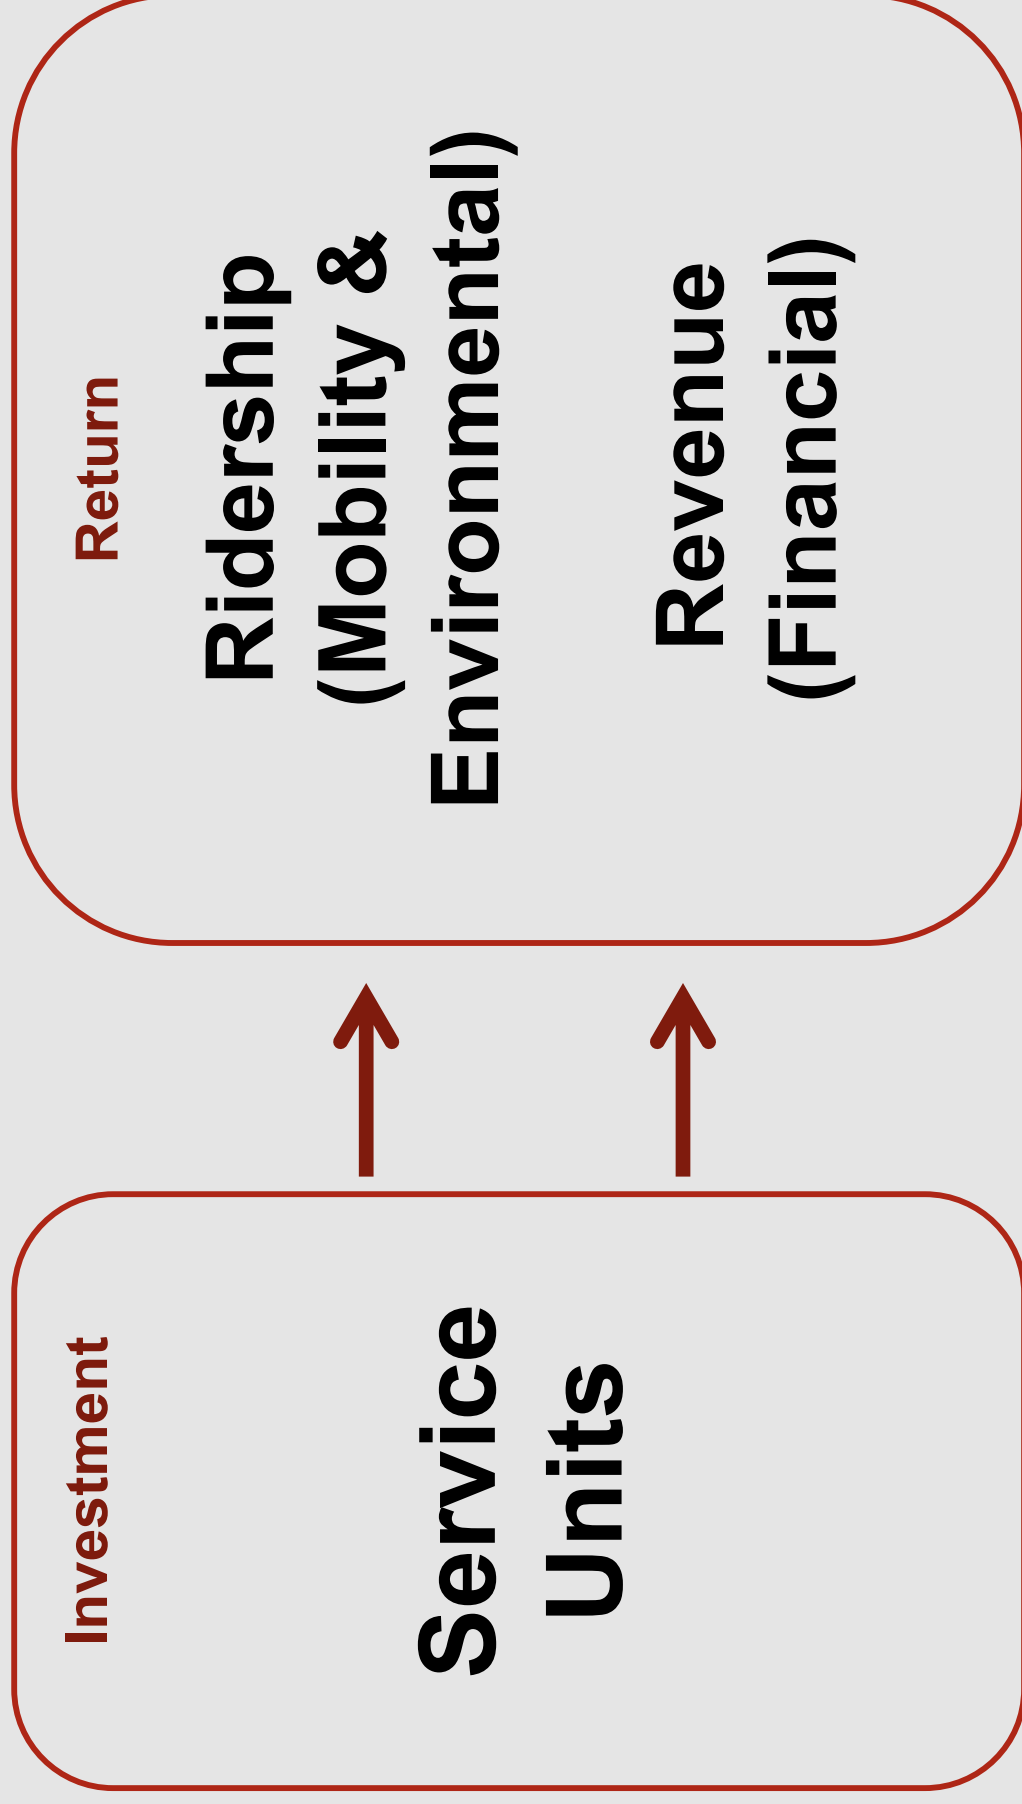 Investment
Service
Units
Return
Ridership
(Mobility &
Environmental)
Revenue
(Financial)